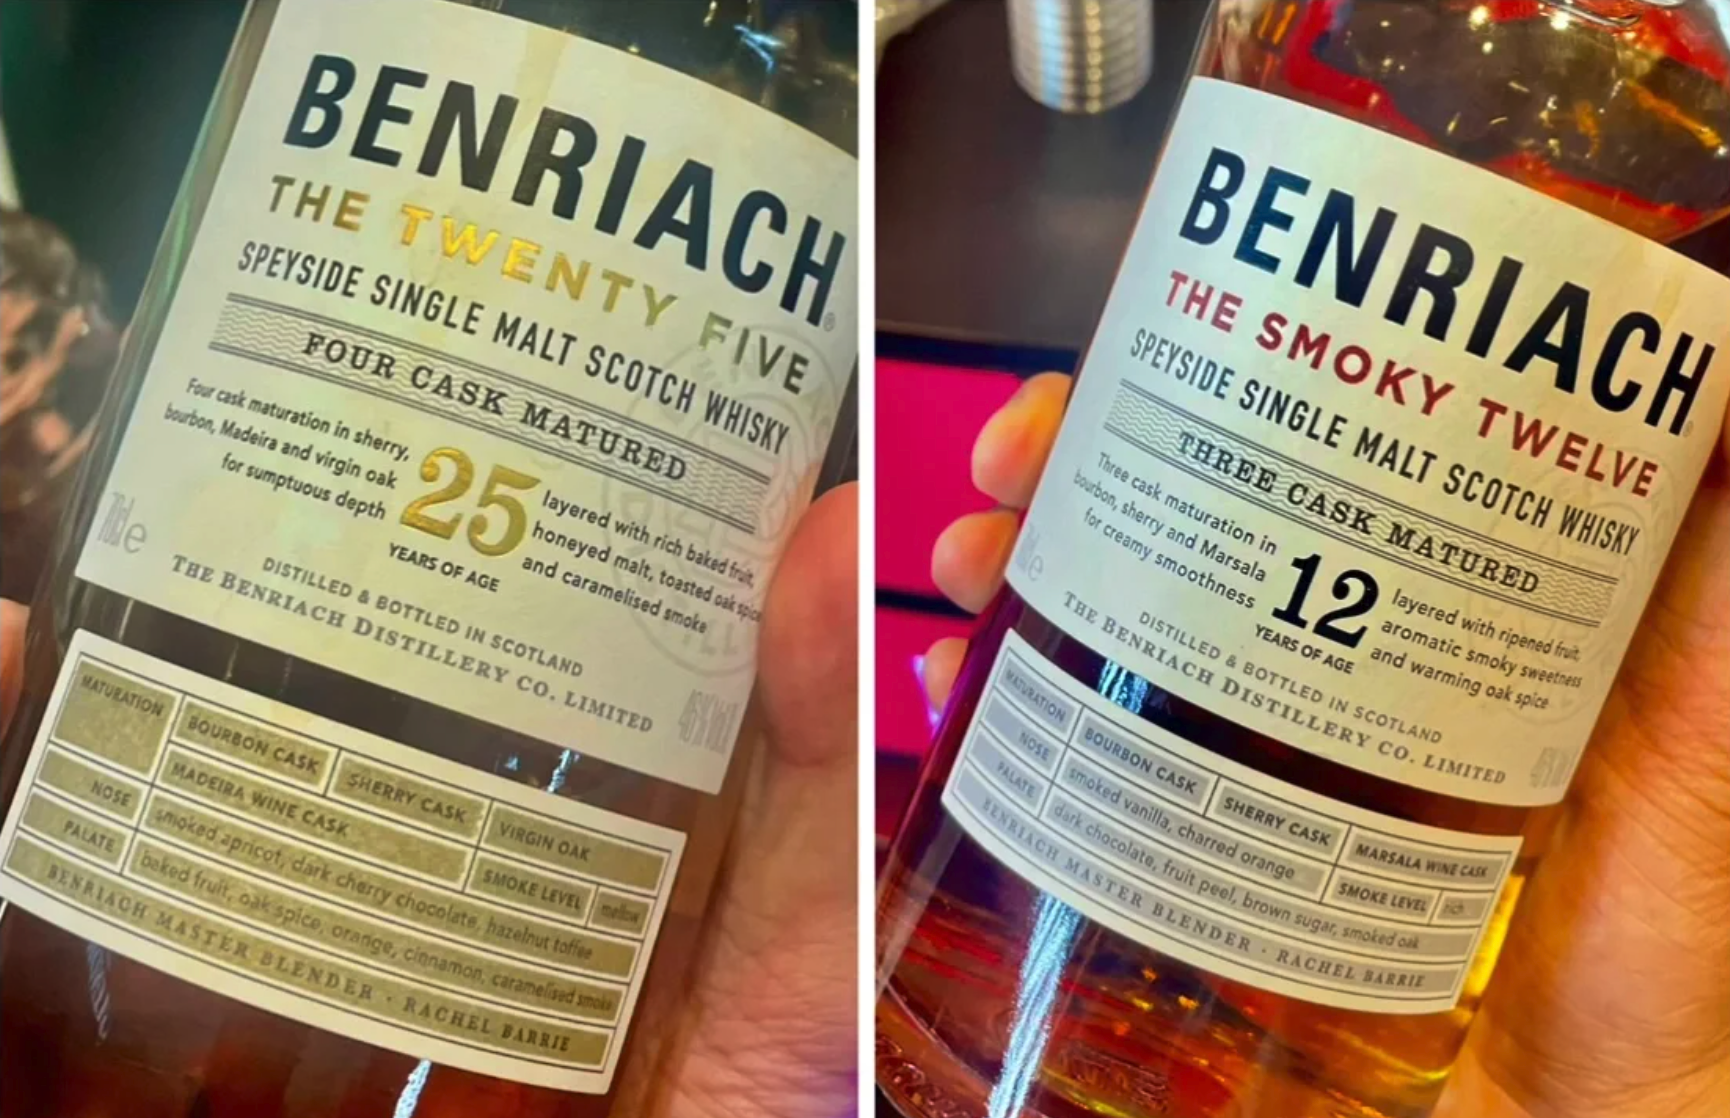 BENRIACH
THE TWENTY FIVE
SPEYSIDE SINGLE MALT SCOTCH WHISKY
FOUR CASK MATURED
Four cask maturation in sherry,
bourbon, Madeira and virgin oak
for sumptuous depth
25
YEARS OF AGE
layered with rich baked fruit,
honeyed malt, toasted oak spice
and caramelised smoke
70cl e
DISTILLED & BOTTLED IN SCOTLAND
THE BENRIACH DISTILLERY CO. LIMITED
MATURATION
BOURBON CASK
SHERRY CASK
VIRGIN OAK
MADEIRA WINE CASK
SMOKE LEVEL
mellow
NOSE
smoked apricot, dark cherry chocolate, hazelnut toffee
PALATE
baked fruit, oak spice, orange, cinnamon, caramelised smoke
BENRIACH MASTER BLENDER · RACHEL BARRIE
BENRIACH
THE SMOKY TWELVE
SPEYSIDE SINGLE MALT SCOTCH WHISKY
THREE CASK MATURED
Three cask maturation in
bourbon, sherry and Marsala
for creamy smoothness
12
YEARS OF AGE
layered with ripened fruit,
aromatic smoky sweetness
and warming oak spice
DISTILLED & BOTTLED IN SCOTLAND
THE BENRIACH DISTILLERY CO. LIMITED
MATURATION
BOURBON CASK
SHERRY CASK
MARSALA WINE CASK
NOSE
smoked vanilla, charred orange
SMOKE LEVEL
rich
PALATE
dark chocolate, fruit peel, brown sugar, smoked oak
BENRIACH MASTER BLENDER · RACHEL BARRIE